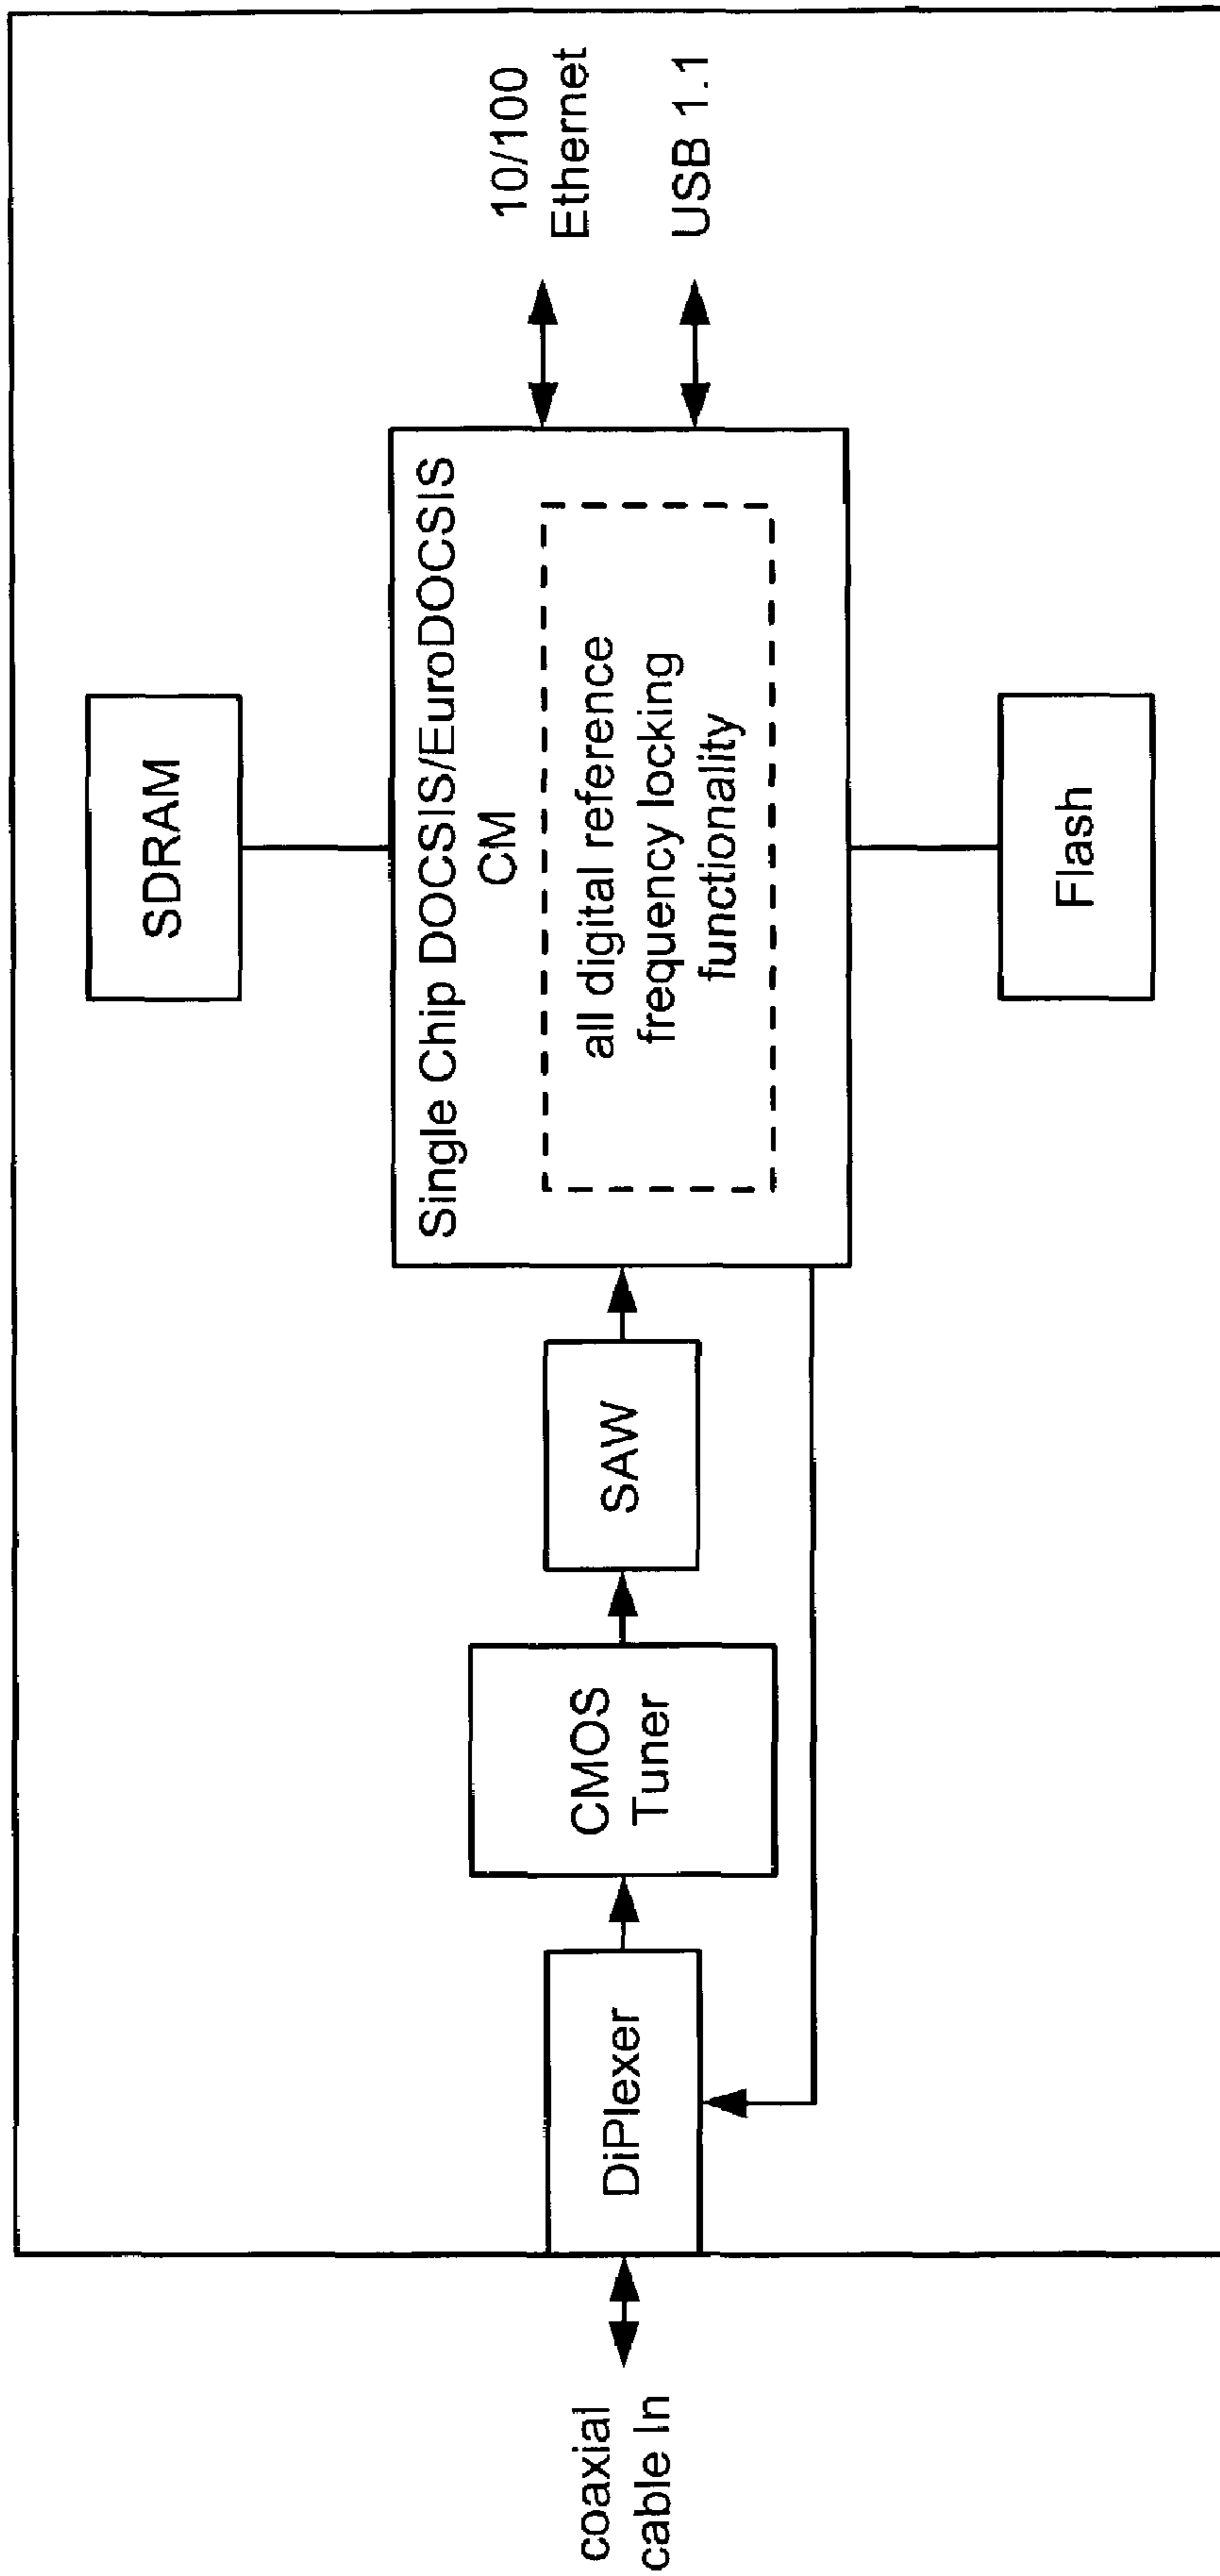 SDRAM
10/100
Ethernet
USB 1.1
Single Chip DOCSIS/EuroDOCSIS
CM
all digital reference
frequency locking
functionality
coaxial
cable In
DiPlexer
CMOS
Tuner
SAW
Flash